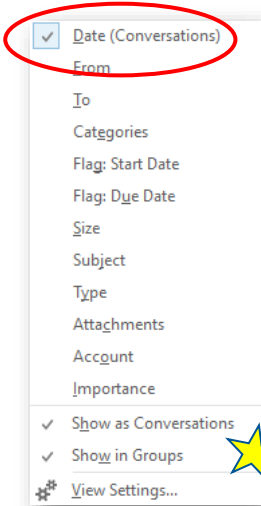 Date (Conversations)
From
To
Categories
Flag: Start Date
Flag: Due Date
Size
Subject
Type
Attachments
Account
Importance
Show as Conversations
Show in Groups
View Settings...